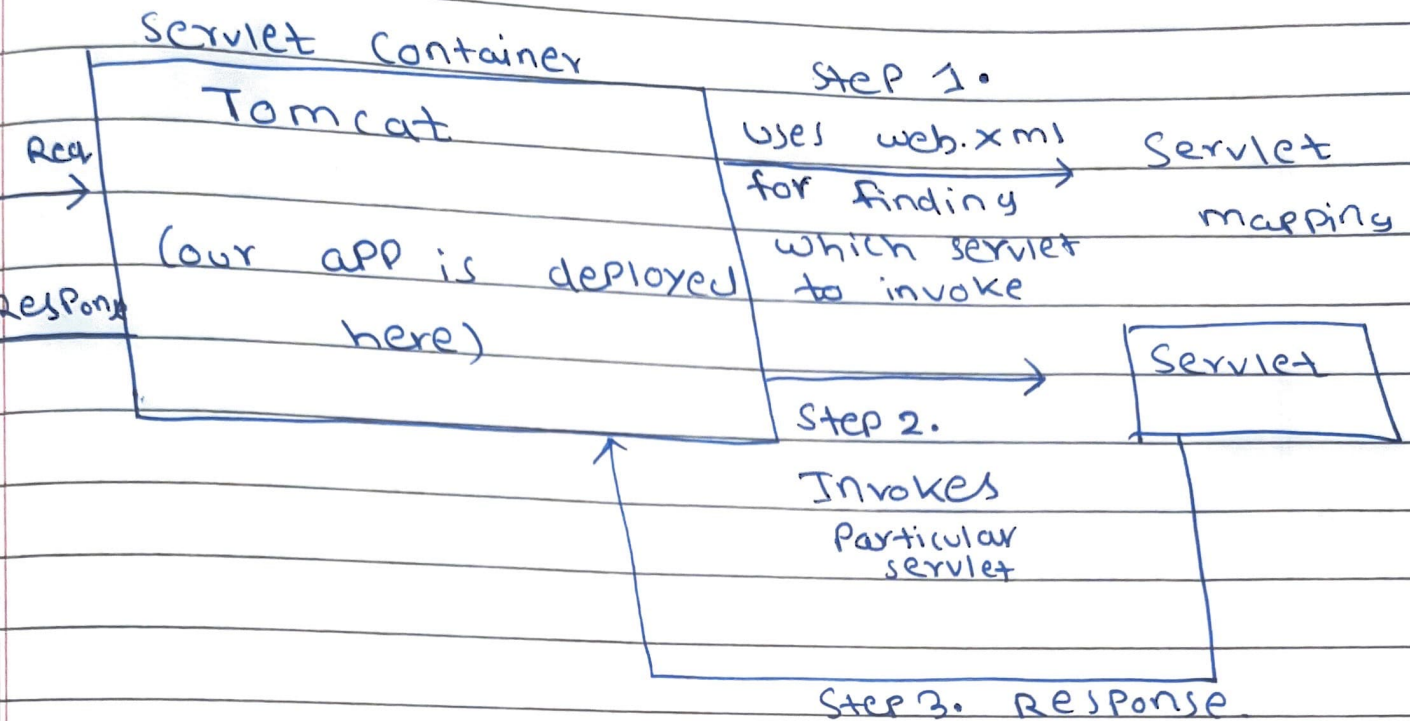 Servlet Container
Tomcat
Req
(our app is deployed
here)
Response
Step 1.
uses web.xml
for finding
which servlet
to invoke
Servlet
mapping
Servlet
Step 2.
Invokes
Particular
servlet
Step 3. Response